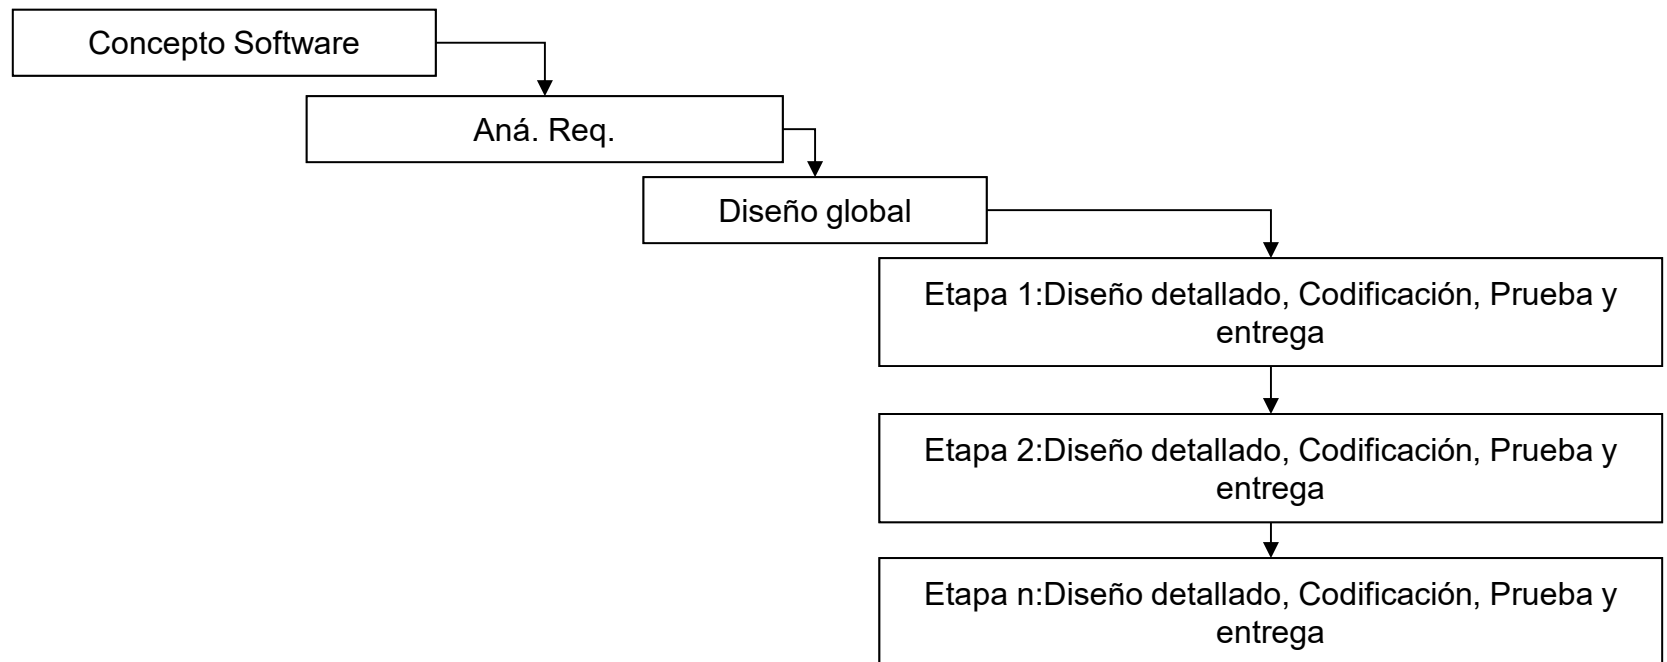 Concepto Software
Aná. Req.
Diseño global
Etapa 1:Diseño detallado, Codificación, Prueba y
entrega
Etapa 2:Diseño detallado, Codificación, Prueba y
entrega
Etapa n:Diseño detallado, Codificación, Prueba y
entrega